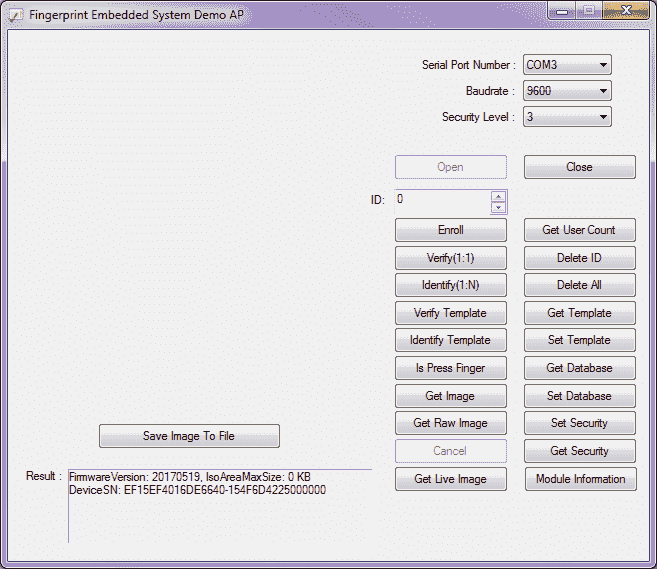 Fingerprint Embedded System Demo AP
Serial Port Number : COM3
Baudrate : 9600
Security Level : 3
Open Close
ID: 0
Enroll Get User Count
Verify(1:1) Delete ID
Identify(1:N) Delete All
Verify Template Get Template
Identify Template Set Template
Is Press Finger Get Database
Get Image Set Database
Get Raw Image Set Security
Save Image To File
Cancel Get Security
Get Live Image Module Information
Result : FirmwareVersion: 20170519, IsoAreaMaxSize: 0 KB
DeviceSN: EF15EF4016DE6640-154F6D4225000000